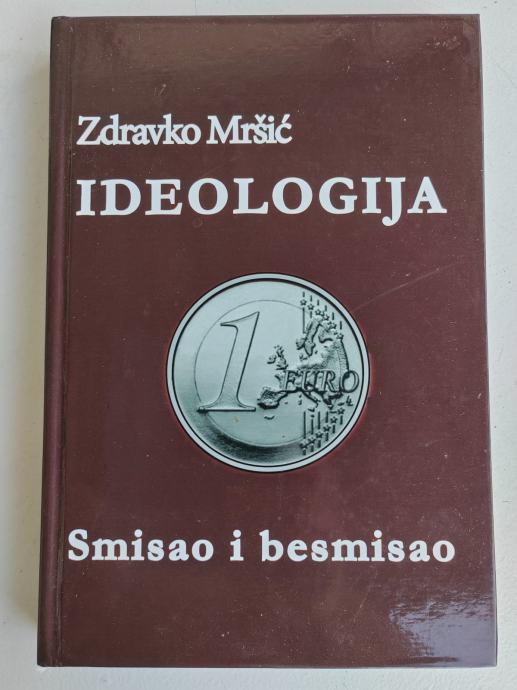 Zdravko Mršić
IDEOLOGIJA
1
EURO
Smisao i besmisao